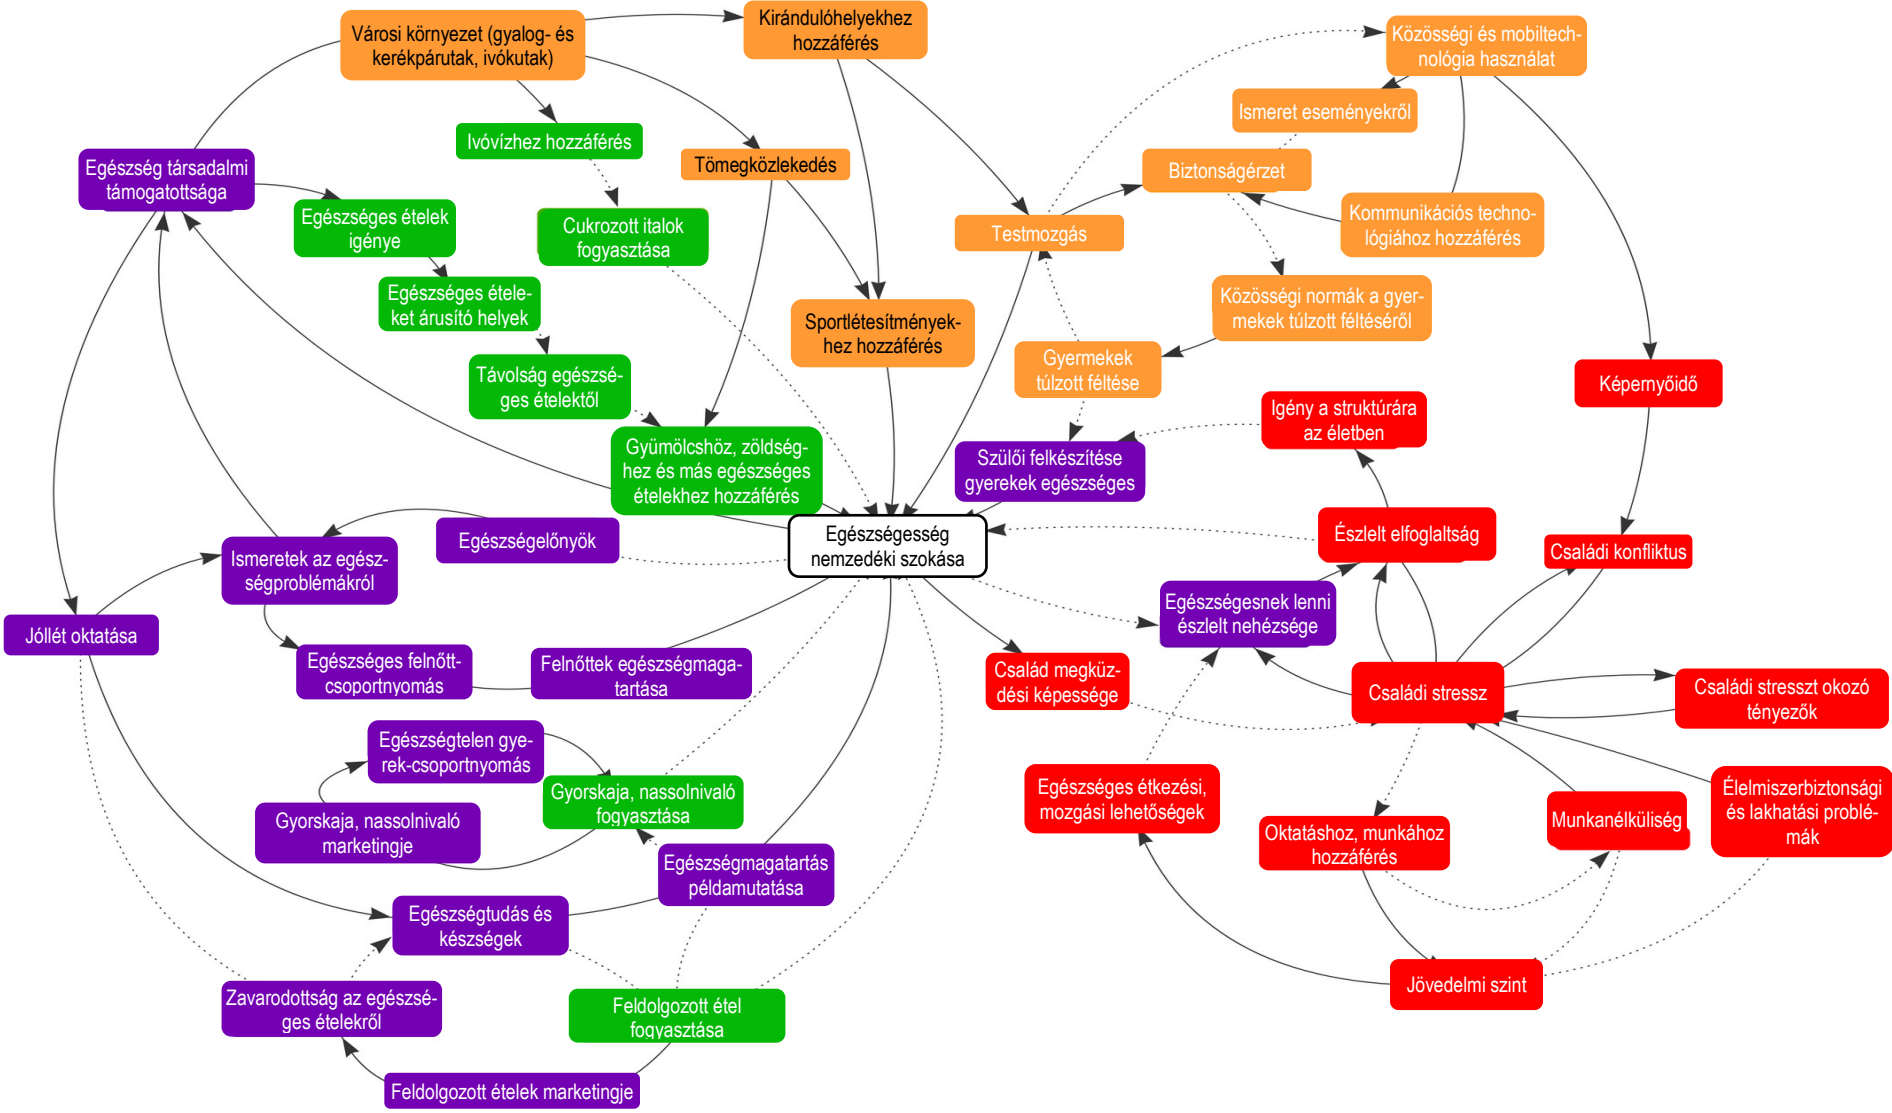 Városi környezet (gyalog- és
kerékpárutak, ivókutak)
Kirándulóhelyekhez
hozzáférés
Közösségi és mobiltech-
nológia használat
Ismeret eseményekről
Ivóvízhez hozzáférés
Tömegközlekedés
Biztonságérzet
Egészség társadalmi
támogatottsága
Egészséges ételek
igénye
Cukrozott italok
fogyasztása
Testmozgás
Kommunikációs techno-
lógiához hozzáférés
Egészséges étele-
ket árusító helyek
Sportlétesítmények-
hez hozzáférés
Közösségi normák a gyer-
mekek túlzott féltéséről
Távolság egészsé-
ges ételektől
Gyermekek
túlzott féltése
Képernyőidő
Igény a struktúrára
az életben
Gyümölcshöz, zöldség-
hez és más egészséges
ételekhez hozzáférés
Szülői felkészítése
gyerekek egészséges
Egészségelőnyök
Egészségesség
nemzedéki szokása
Észlelt elfoglaltság
Családi konfliktus
Ismeretek az egész-
ségproblémákról
Egészségesnek lenni
észlelt nehézsége
Jóllét oktatása
Egészséges felnőtt-
csoportnyomás
Felnőttek egészségmaga-
tartása
Család megküz-
dési képessége
Családi stressz
Családi stresszt okozó
tényezők
Egészségtelen gye-
rek-csoportnyomás
Gyorskaja, nassolnivaló
fogyasztása
Egészséges étkezési,
mozgási lehetőségek
Élelmiszerbiztonsági
és lakhatási problé-
mák
Gyorskaja, nassolnivaló
marketingje
Oktatáshoz, munkához
hozzáférés
Munkanélküliség
Egészségmagatartás
példamutatása
Egészségtudás és
készségek
Jövedelmi szint
Zavarodottság az egészsé-
ges ételekről
Feldolgozott étel
fogyasztása
Feldolgozott ételek marketingje